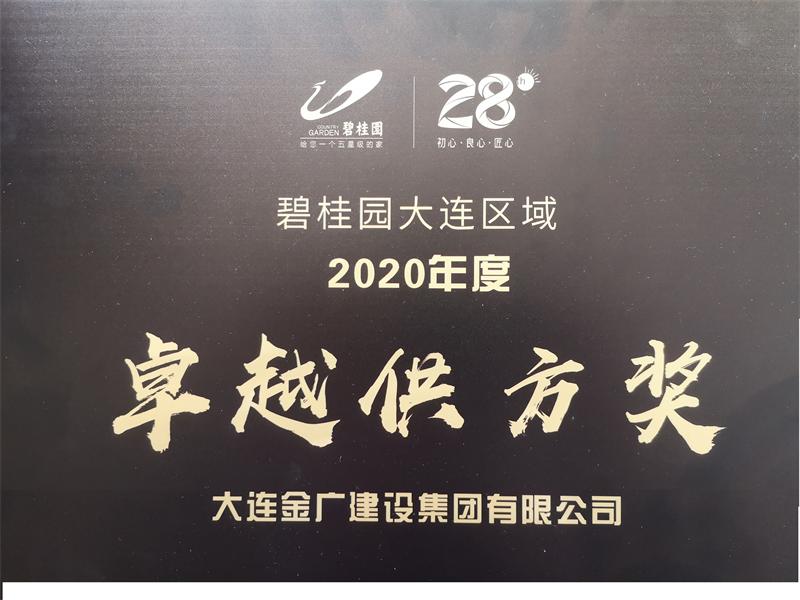 COUNTRY
GARDEN 碧桂園
给您一个五星级的家
28th
初心·良心·匠心
碧桂园大连区域
2020年度
卓越供方奖
大连金广建设集团有限公司